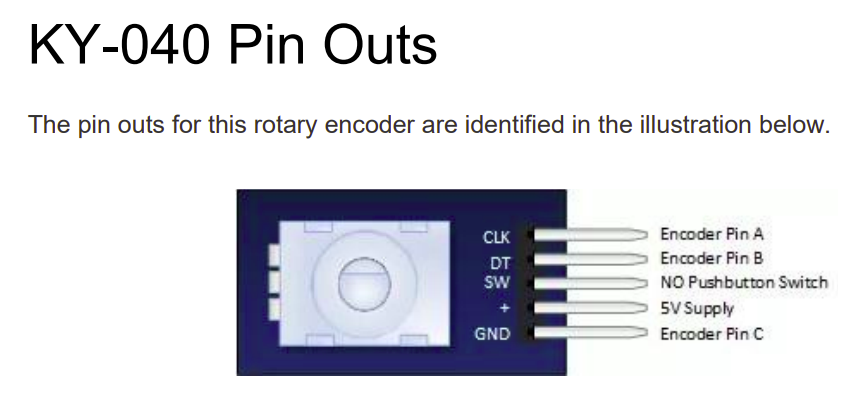 KY-040 Pin Outs
The pin outs for this rotary encoder are identified in the illustration below.
CLK Encoder Pin A
DT Encoder Pin B
SW NO Pushbutton Switch
+ 5V Supply
GND Encoder Pin C